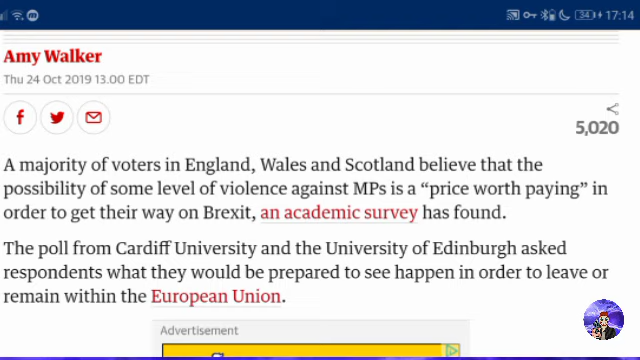 34 17:14
Amy Walker
Thu 24 Oct 2019 13.00 EDT
5,020
A majority of voters in England, Wales and Scotland believe that the
possibility of some level of violence against MPs is a “price worth paying” in
order to get their way on Brexit, an academic survey has found.
The poll from Cardiff University and the University of Edinburgh asked
respondents what they would be prepared to see happen in order to leave or
remain within the European Union.
Advertisement